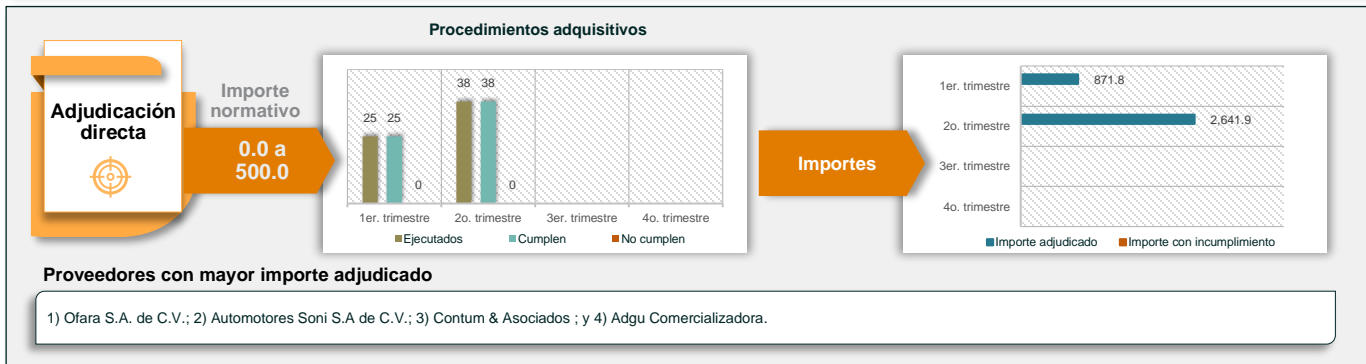 Procedimientos adquisitivos
Adjudicación
directa
Importe
normativo
0.0 a
500.0
25 25
0
38 38
0
1er. trimestre 2o. trimestre 3er. trimestre 4o. trimestre
Ejecutados Cumplen No cumplen
Importes
1er. trimestre 871.8
2o. trimestre 2,641.9
3er. trimestre
4o. trimestre
Importe adjudicado Importe con incumplimiento
Proveedores con mayor importe adjudicado
1) Ofara S.A. de C.V.; 2) Automotores Soni S.A de C.V.; 3) Contum & Asociados ; y 4) Adgu Comercializadora.